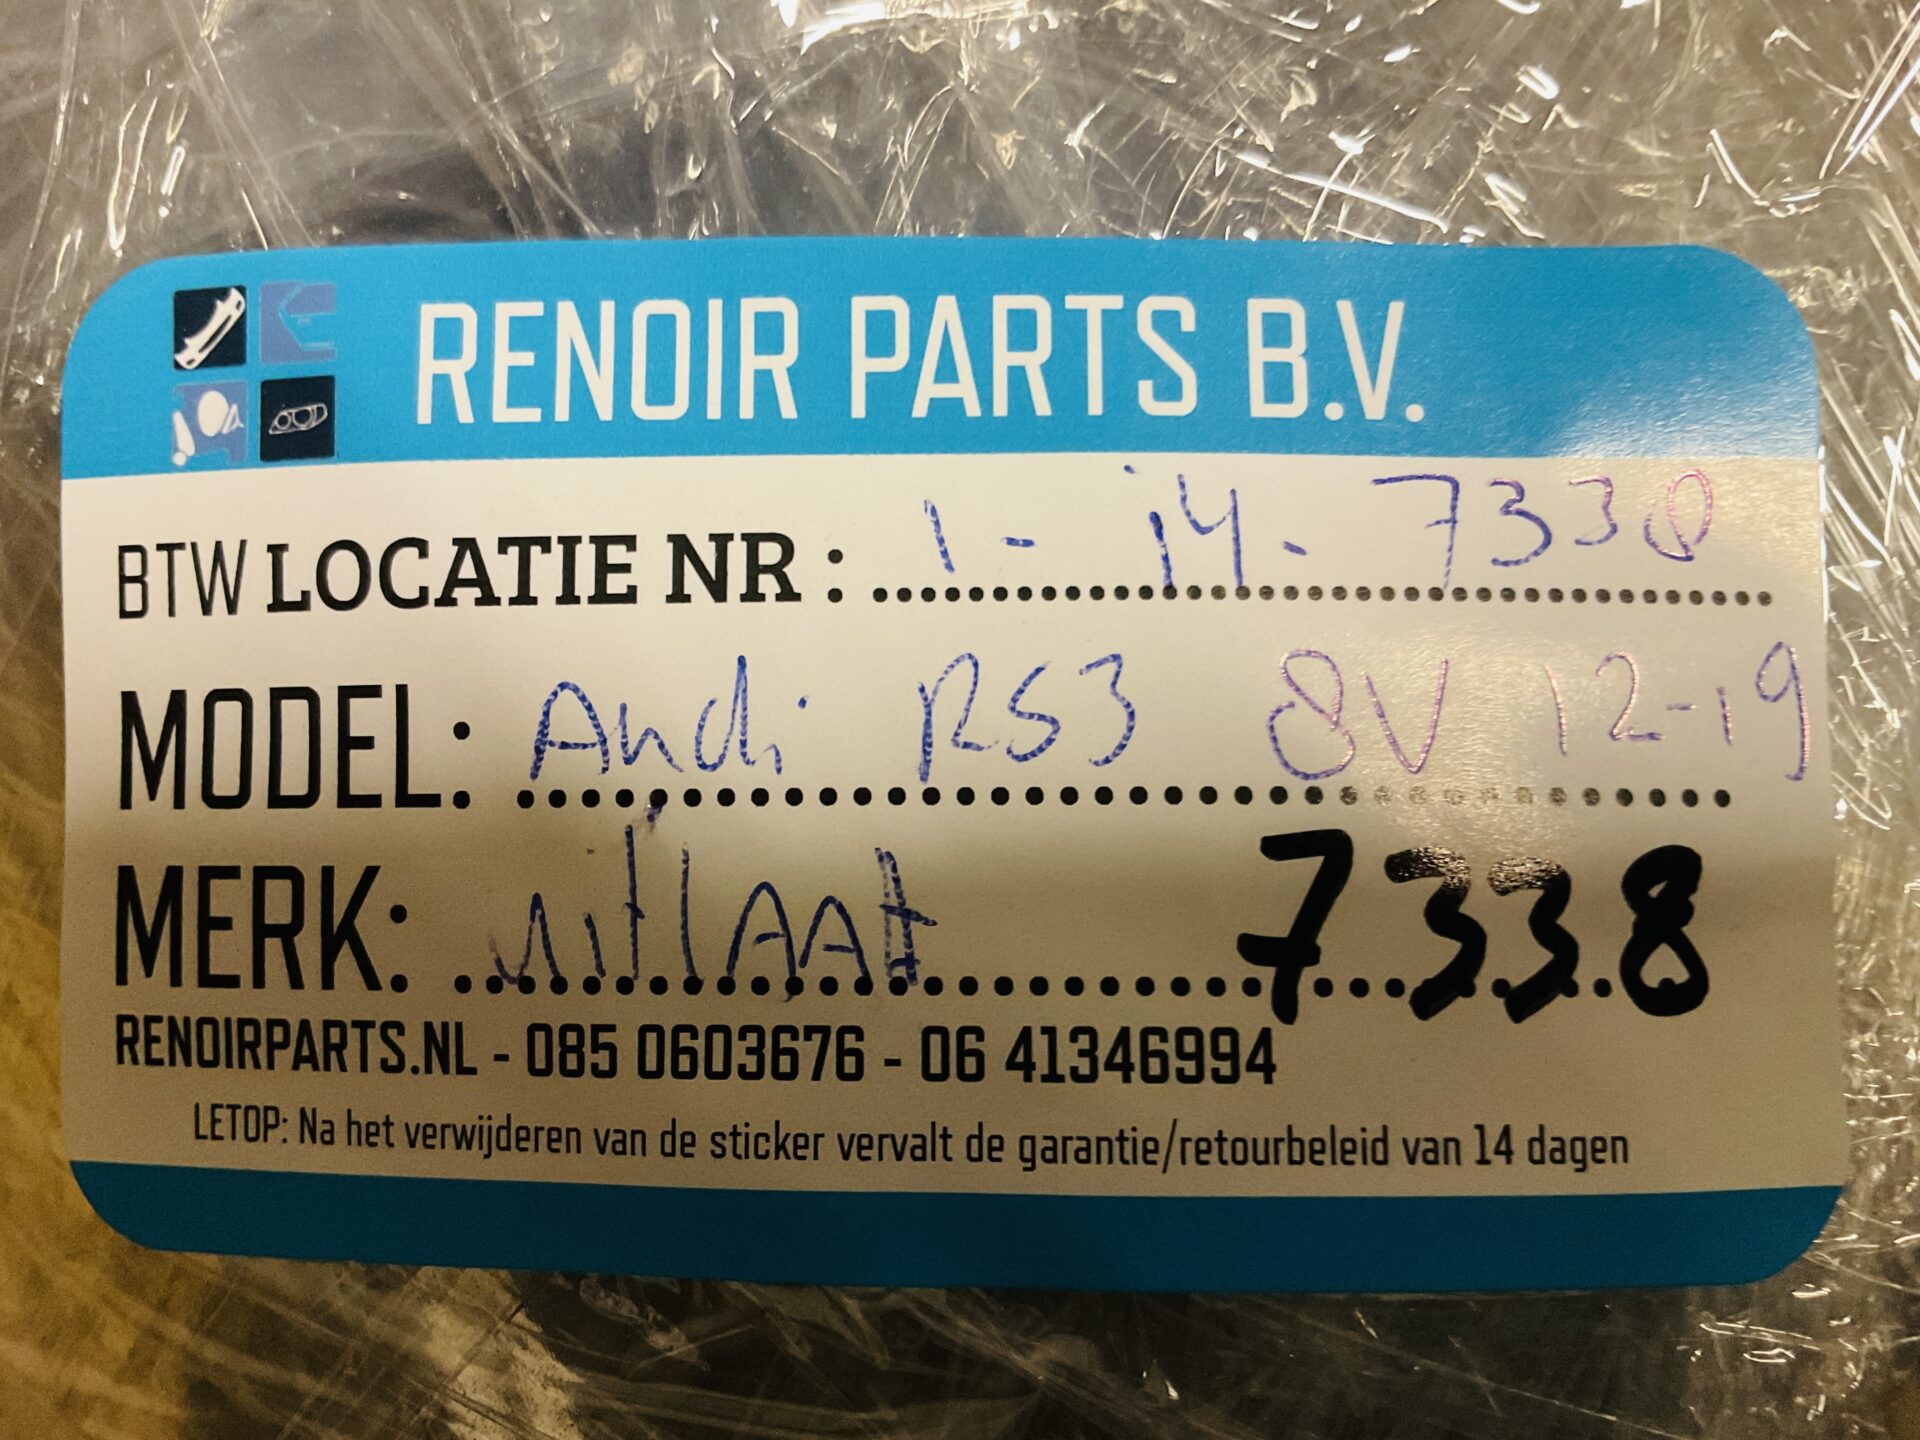 RENOIR PARTS B.V.
BTW LOCATIE NR : 1 - 14 - 7338
MODEL: Audi RS3 8V 12-19
MERK: uitlaat 7338
RENOIRPARTS.NL - 085 0603676 - 06 41346994
LETOP: Na het verwijderen van de sticker vervalt de garantie/retourbeleid van 14 dagen